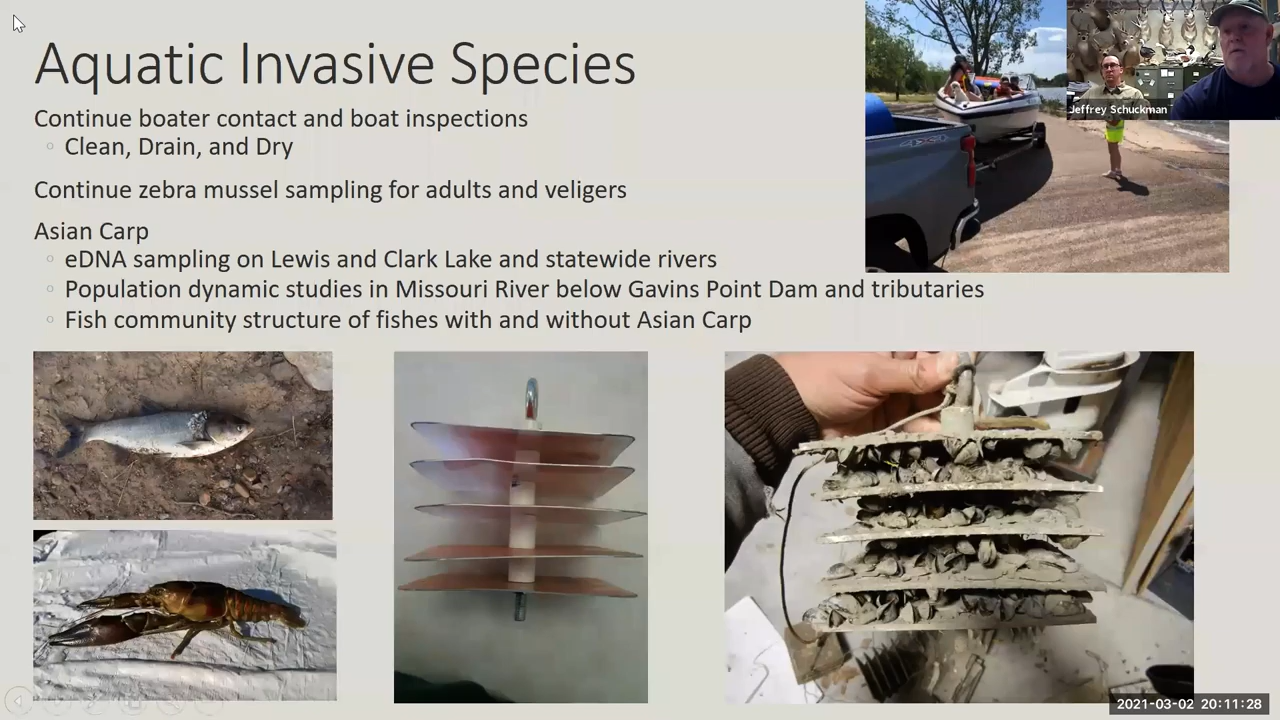 Aquatic Invasive Species
Continue boater contact and boat inspections
Clean, Drain, and Dry
Continue zebra mussel sampling for adults and veligers
Asian Carp
eDNA sampling on Lewis and Clark Lake and statewide rivers
Population dynamic studies in Missouri River below Gavins Point Dam and tributaries
Fish community structure of fishes with and without Asian Carp
Jeffrey Schuckman
4X4
2021-03-02 20:11:28